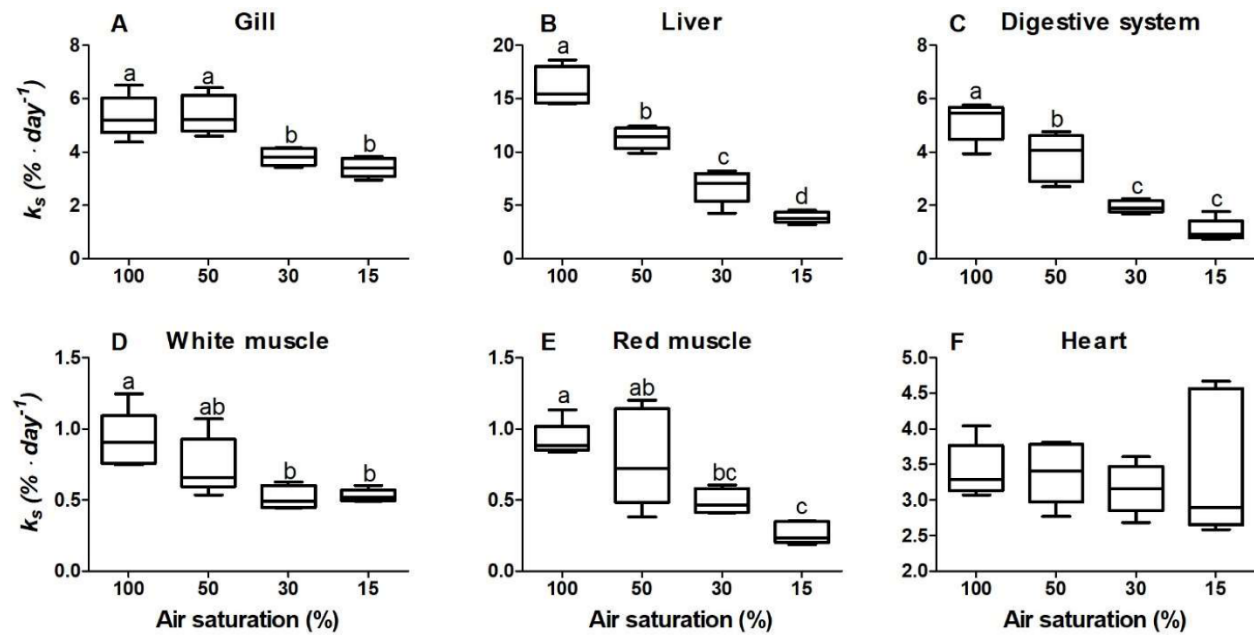 A Gill
8
6
4
2
0
kₛ (% · day⁻¹)
a a b b
100 50 30 15
B Liver
20
15
10
5
0
a b c d
100 50 30 15
C Digestive system
8
6
4
2
0
a b c c
100 50 30 15
D White muscle
1.5
1.0
0.5
0.0
kₛ (% · day⁻¹)
a ab b b
100 50 30 15
Air saturation (%)
E Red muscle
1.5
1.0
0.5
0.0
a ab bc c
100 50 30 15
Air saturation (%)
F Heart
5.0
4.5
4.0
3.5
3.0
2.5
2.0
100 50 30 15
Air saturation (%)